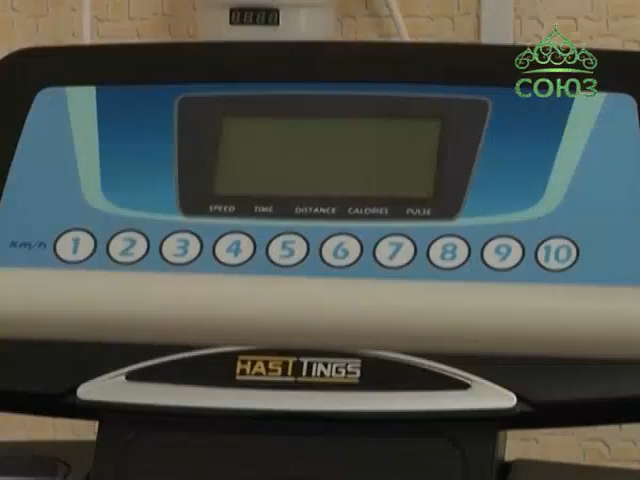 СОЮЗ
SPEED TIME DISTANCE CALORIES PULSE
Km/h 1 2 3 4 5 6 7 8 9 10
HASTTINGS